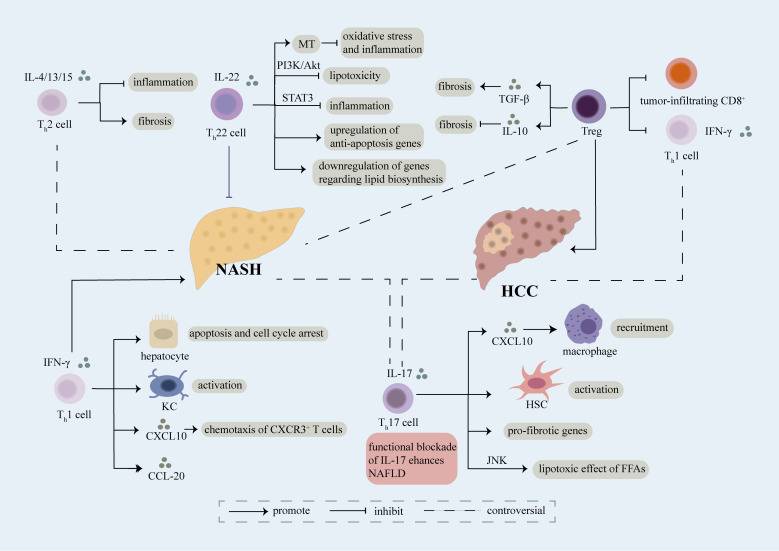 IL-4/13/15
Th2 cell
inflammation
fibrosis
IL-22
Th22 cell
MT
oxidative stress
and inflammation
PI3K/Akt
lipotoxicity
STAT3
inflammation
upregulation of
anti-apoptosis genes
downregulation of genes
regarding lipid biosynthesis
fibrosis
TGF-β
fibrosis
IL-10
Treg
tumor-infiltrating CD8⁺
IFN-γ
Th1 cell
NASH
HCC
IFN-γ
Th1 cell
hepatocyte
apoptosis and cell cycle arrest
KC
activation
CXCL10
chemotaxis of CXCR3⁺ T cells
CCL-20
IL-17
Th17 cell
functional blockade
of IL-17 ehances
NAFLD
CXCL10
macrophage
recruitment
HSC
activation
pro-fibrotic genes
JNK
lipotoxic effect of FFAs
promote
inhibit
controversial